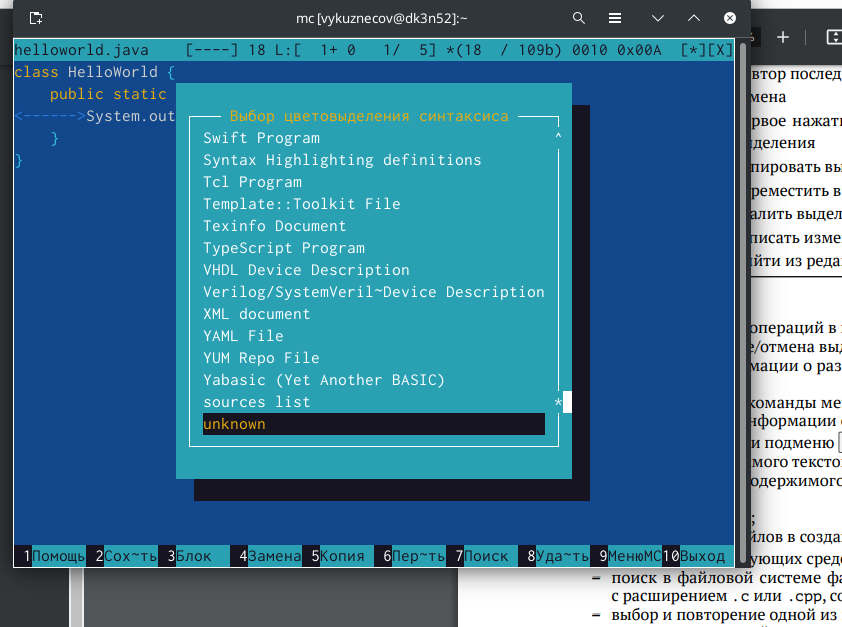 mc [vykuznecov@dk3n52]:~
helloworld.java [----] 18 L:[ 1+ 0 1/ 5] *(18 / 109b) 0010 0x00A [*][X]
class HelloWorld {
public static
<------>System.out
}
}
Выбор цветовыделения синтаксиса
Swift Program
Syntax Highlighting definitions
Tcl Program
Template::Toolkit File
Texinfo Document
TypeScript Program
VHDL Device Description
Verilog/SystemVeril~Device Description
XML document
YAML File
YUM Repo File
Yabasic (Yet Another BASIC)
sources list
unknown
1Помощь 2Сох~ть 3Блок 4Замена 5Копия 6Пер~ть 7Поиск 8Уда~ть 9МенюМС 10Выход
втор послед
мена
рвое нажати
деления
пировать вы
реместить в
алить выдел
писать изме
йти из реда
операций в
е/отмена выд
мации о раз
команды ме
нформации
и подменю
мого тексто
одержимого
;
йлов в созда
ующих сред
– поиск в файловой системе фа
с расширением .c или .cpp, со
– выбор и повторение одной из